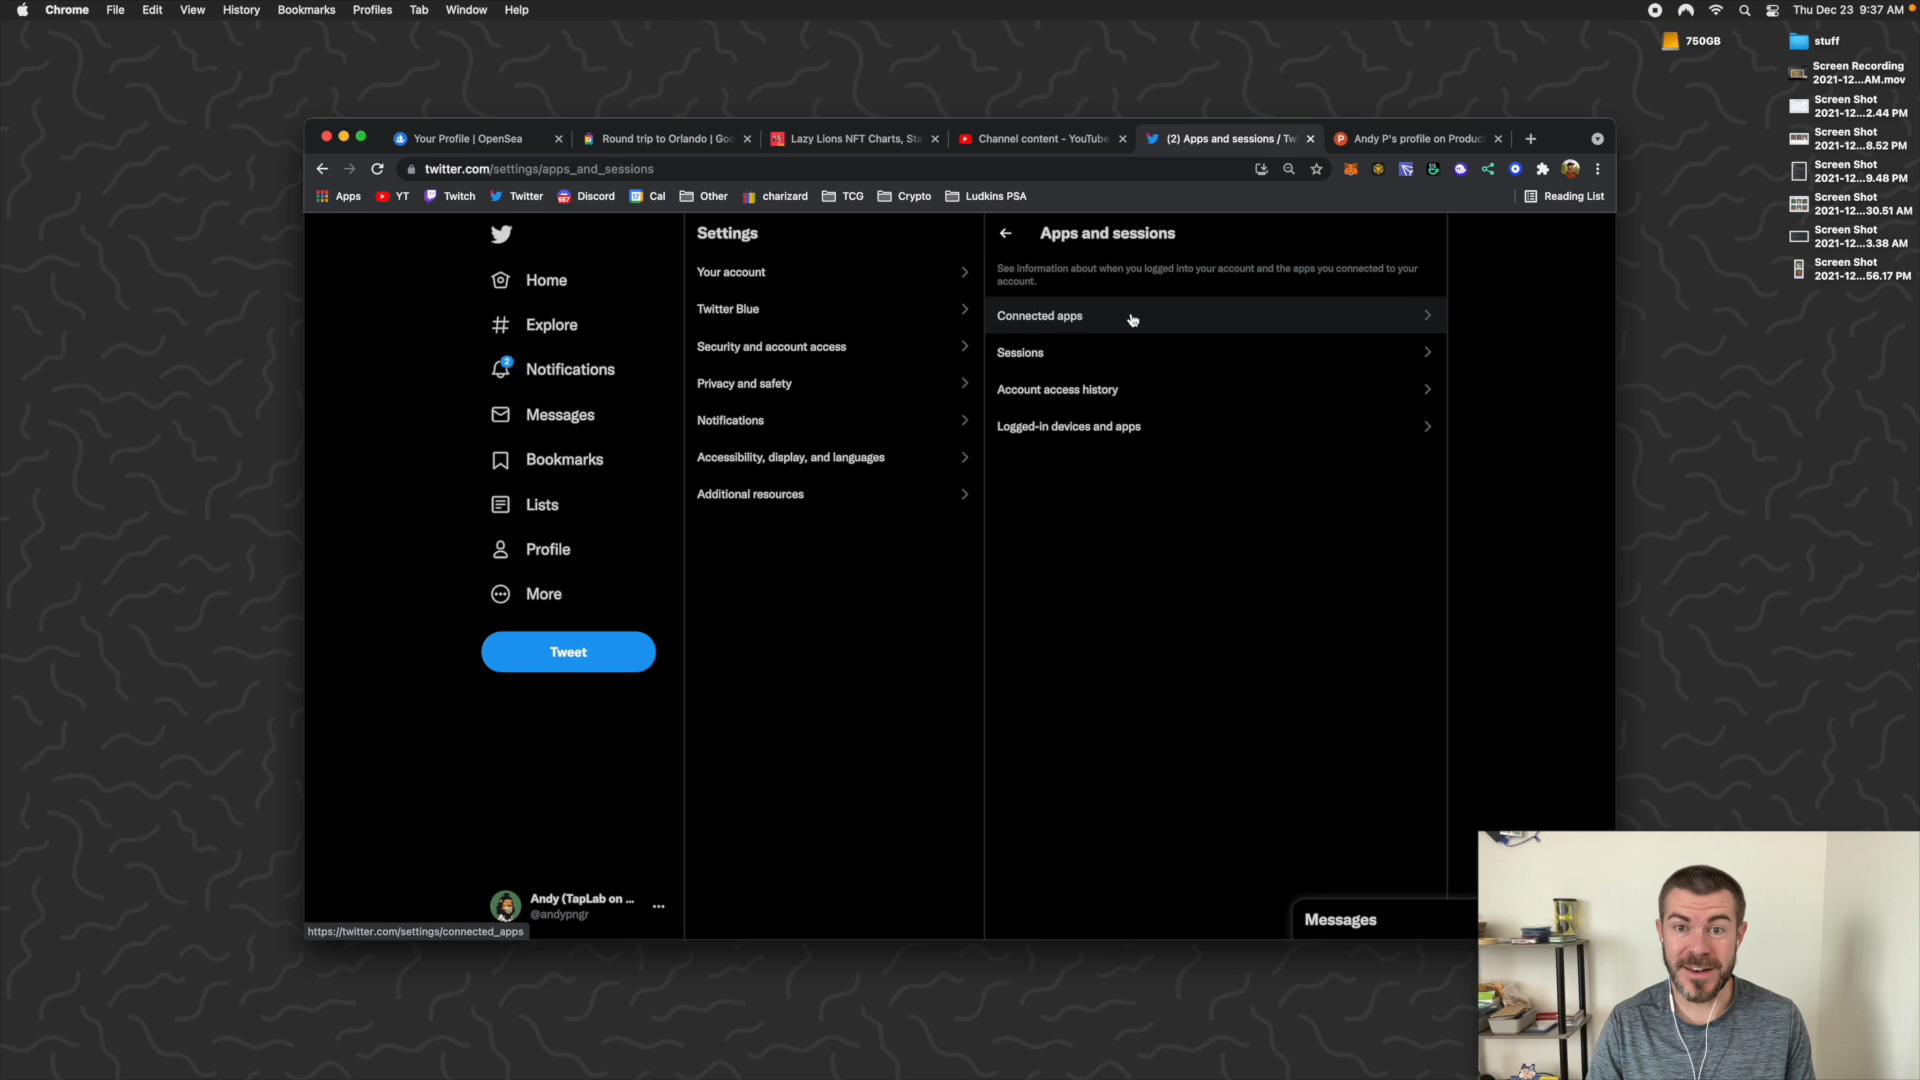 Chrome File Edit View History Bookmarks Profiles Tab Window Help
Thu Dec 23 9:37 AM
750GB
stuff
Screen Recording
2021-12...AM.mov
Screen Shot
2021-12...2.44 PM
Screen Shot
2021-12...8.52 PM
Screen Shot
2021-12...9.48 PM
Screen Shot
2021-12...30.51 AM
Screen Shot
2021-12...3.38 AM
Screen Shot
2021-12...56.17 PM
Your Profile | OpenSea
Round trip to Orlando | Goo
Lazy Lions NFT Charts, Sta
Channel content - YouTube
(2) Apps and sessions / Tw
Andy P's profile on Produc
twitter.com/settings/apps_and_sessions
Apps YT Twitch Twitter Discord Cal Other charizard TCG Crypto Ludkins PSA
Reading List
987
17
Home
Explore
2
Notifications
Messages
Bookmarks
Lists
Profile
More
Tweet
Andy (TapLab on ...
@andypngr
https://twitter.com/settings/connected_apps
Settings
Your account
Twitter Blue
Security and account access
Privacy and safety
Notifications
Accessibility, display, and languages
Additional resources
Apps and sessions
See information about when you logged into your account and the apps you connected to your
account.
Connected apps
Sessions
Account access history
Logged-in devices and apps
Messages